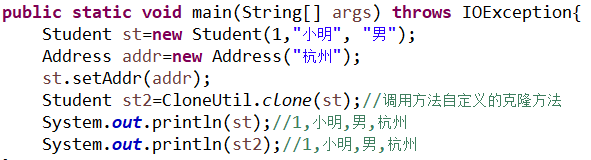 public static void main(String[] args) throws IOException{
Student st=new Student(1,"小明", "男");
Address addr=new Address("杭州");
st.setAddr(addr);
Student st2=CloneUtil.clone(st);//调用方法自定义的克隆方法
System.out.println(st);//1,小明,男,杭州
System.out.println(st2);//1,小明,男,杭州